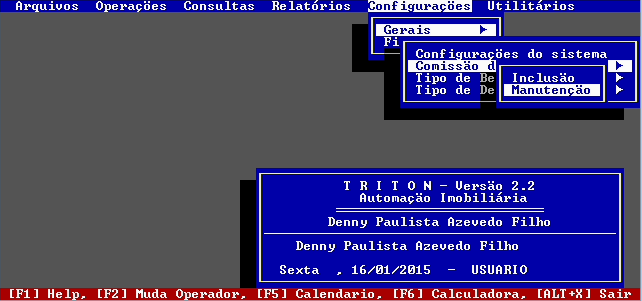 Arquivos Operações Consultas Relatórios Configurações Utilitários
Gerais
Fi
Configurações do sistema
Comissão d
Tipo de Be
Tipo de De
Inclusão
Manutenção
T R I T O N - Versão 2.2
Automação Imobiliária
Denny Paulista Azevedo Filho
Denny Paulista Azevedo Filho
Sexta , 16/01/2015 - USUARIO
[F1] Help, [F2] Muda Operador, [F5] Calendario, [F6] Calculadora, [ALT+X] Sair